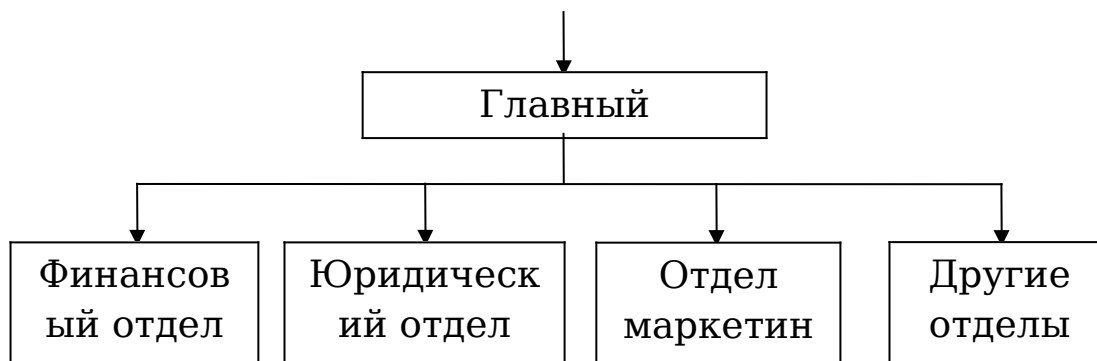 Главный
Финансов
ый отдел
Юридическ
ий отдел
Отдел
маркетин
Другие
отделы